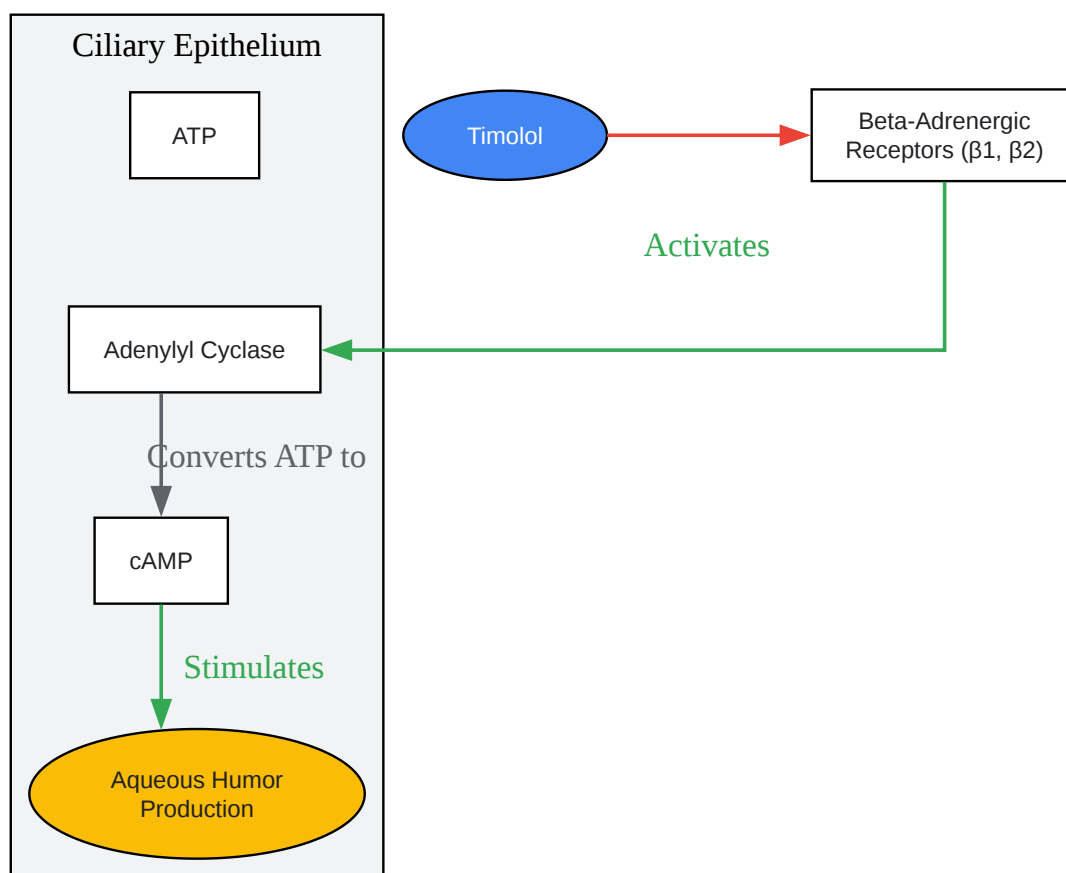 Ciliary Epithelium
ATP
Timolol
Beta-Adrenergic
Receptors (β1, β2)
Activates
Adenylyl Cyclase
Converts ATP to
cAMP
Stimulates
Aqueous Humor
Production